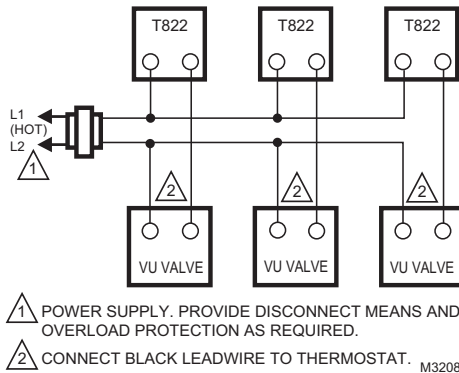 T822 T822 T822
L1
(HOT)
L2
1
2 2 2
VU VALVE VU VALVE VU VALVE
1 POWER SUPPLY. PROVIDE DISCONNECT MEANS AND
OVERLOAD PROTECTION AS REQUIRED.
2 CONNECT BLACK LEADWIRE TO THERMOSTAT. M3208